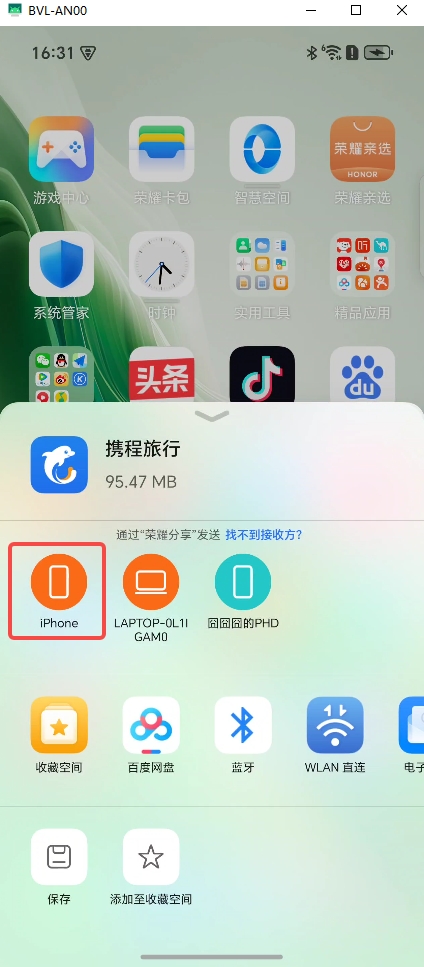 BVL-AN00
16:31
游戏中心
荣耀卡包
智慧空间
荣耀亲选
HONOR
荣耀亲选
系统管家
时钟
实用工具
精品应用
头条
du
携程旅行
95.47 MB
通过“荣耀分享”发送 找不到接收方?
iPhone
LAPTOP-0L1I
GAM0
囧囧囧的PHD
收藏空间
百度网盘
蓝牙
WLAN 直连
电子
保存
添加至收藏空间